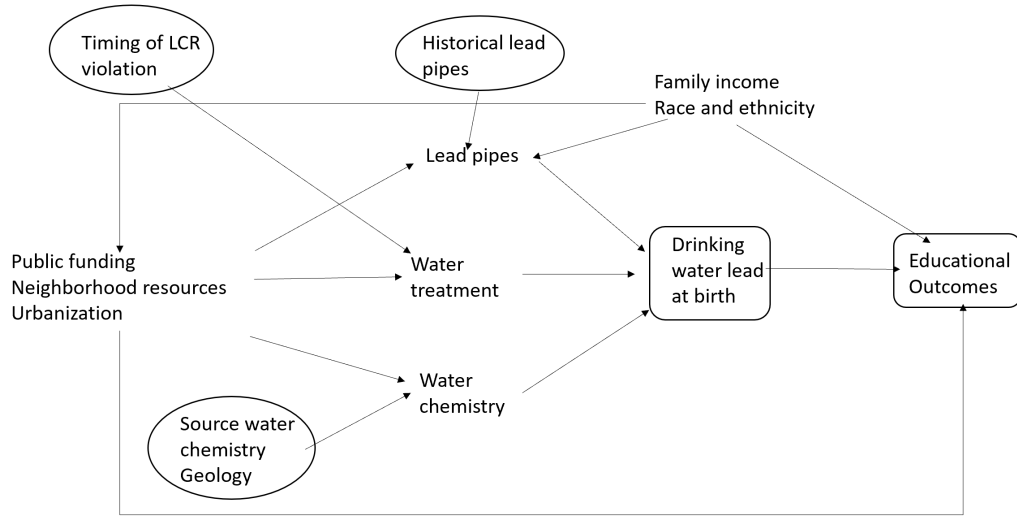 Timing of LCR
violation
Historical lead
pipes
Family income
Race and ethnicity
Lead pipes
Public funding
Neighborhood resources
Urbanization
Water
treatment
Drinking
water lead
at birth
Educational
Outcomes
Water
chemistry
Source water
chemistry
Geology